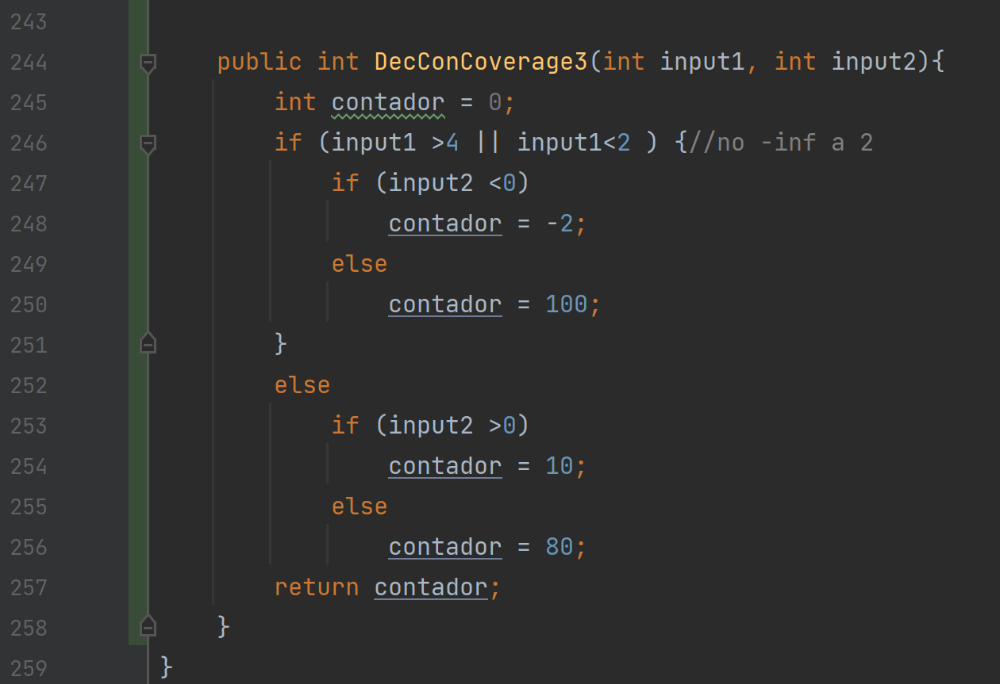 243
244 public int DecConCoverage3(int input1, int input2){
245 int contador = 0;
246 if (input1 >4 || input1<2 ) {//no -inf a 2
247 if (input2 <0)
248 contador = -2;
249 else
250 contador = 100;
251 }
252 else
253 if (input2 >0)
254 contador = 10;
255 else
256 contador = 80;
257 return contador;
258 }
259 }